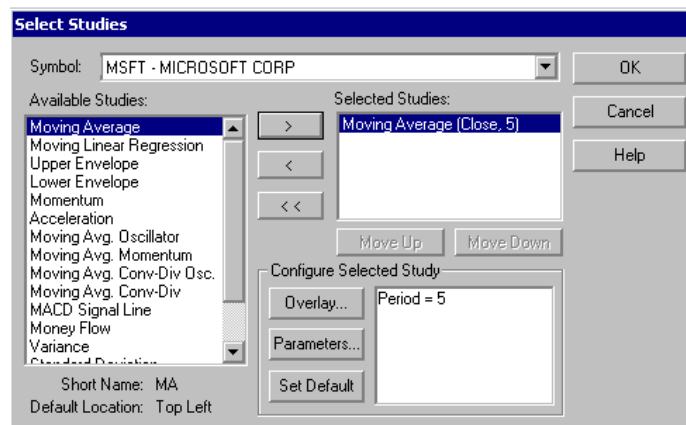 Select Studies
Symbol: MSFT - MICROSOFT CORP
OK
Available Studies:
Selected Studies:
Cancel
Help
Moving Average
Moving Linear Regression
Upper Envelope
Lower Envelope
Momentum
Acceleration
Moving Avg. Oscillator
Moving Avg. Momentum
Moving Avg. Conv-Div Osc.
Moving Avg. Conv-Div
MACD Signal Line
Money Flow
Variance
Standard Deviation
>
<
<<
Moving Average (Close, 5)
Move Up
Move Down
Configure Selected Study
Overlay...
Parameters...
Set Default
Period = 5
Short Name: MA
Default Location: Top Left